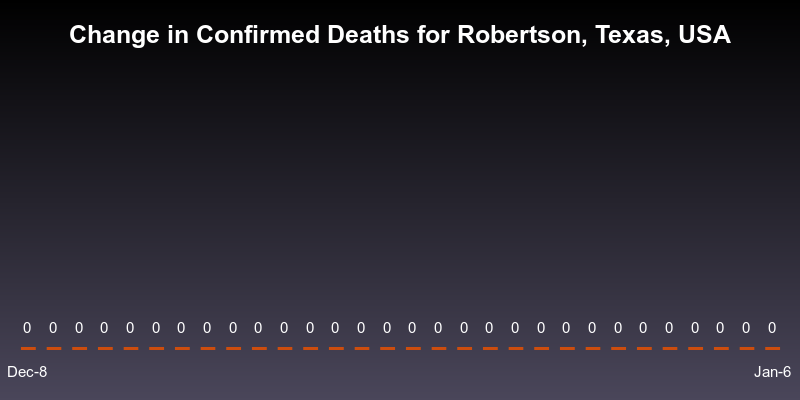 Change in Confirmed Deaths for Robertson, Texas, USA
0 0 0 0 0 0 0 0 0 0 0 0 0 0 0 0 0 0 0 0 0 0 0 0 0 0 0 0 0 0
Dec-8 Jan-6